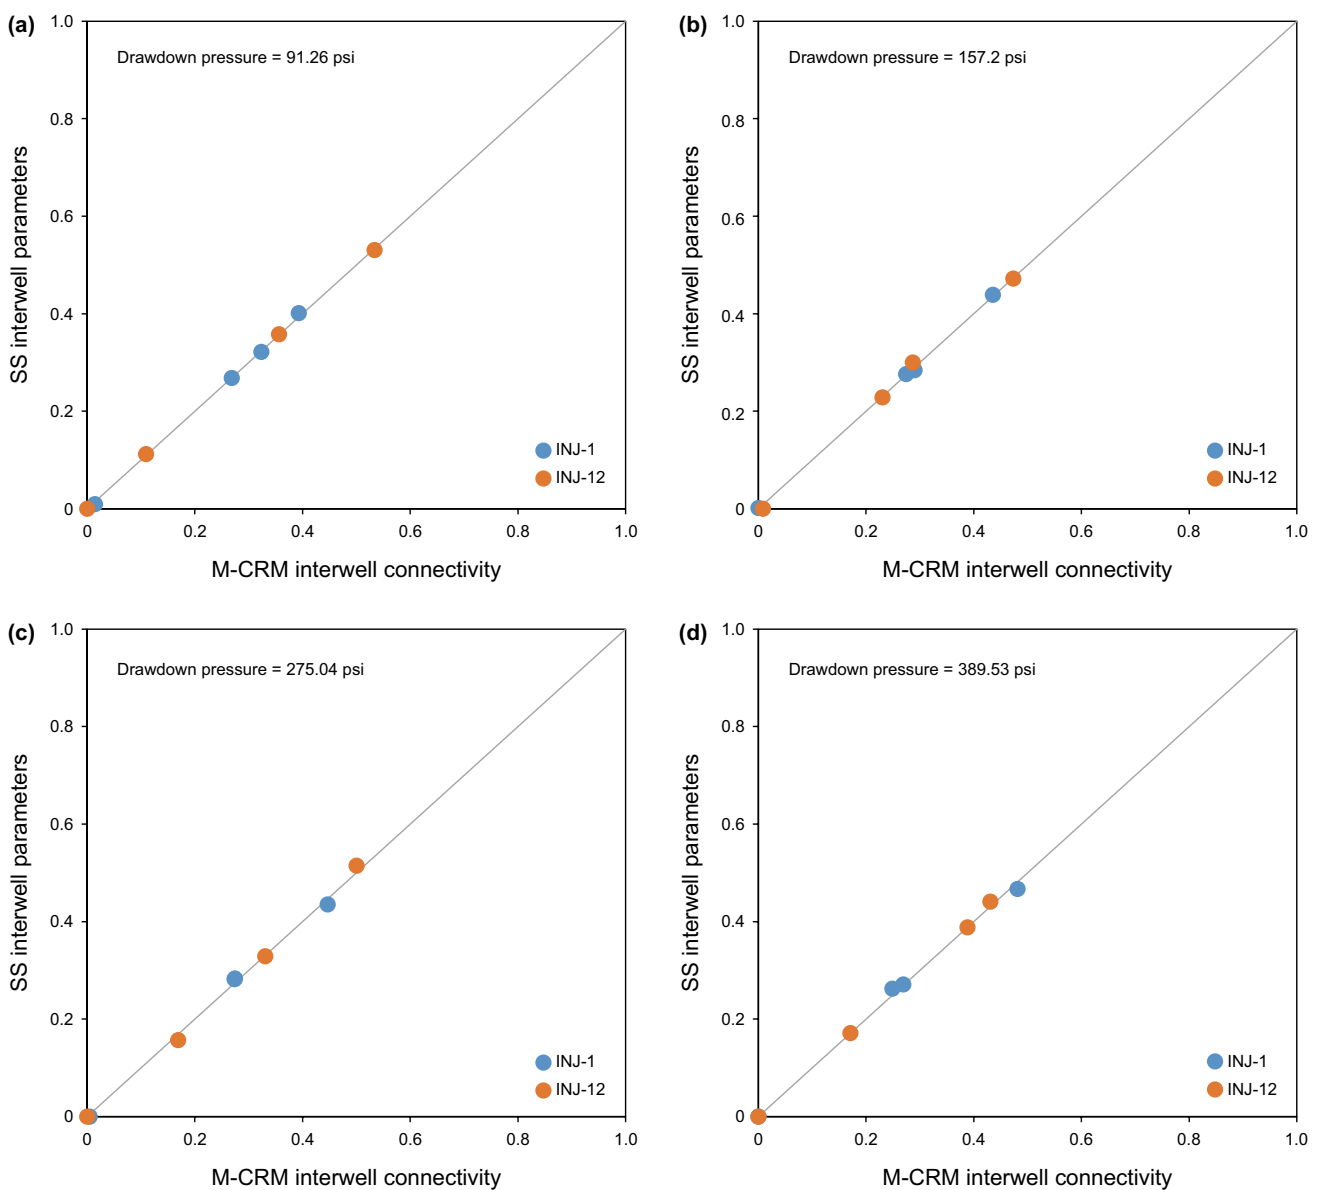 (a)
Drawdown pressure = 91.26 psi
SS interwell parameters
1.0
0.8
0.6
0.4
0.2
0
0 0.2 0.4 0.6 0.8 1.0
INJ-1
INJ-12
M-CRM interwell connectivity
(b)
Drawdown pressure = 157.2 psi
SS interwell parameters
1.0
0.8
0.6
0.4
0.2
0
0 0.2 0.4 0.6 0.8 1.0
INJ-1
INJ-12
M-CRM interwell connectivity
(c)
Drawdown pressure = 275.04 psi
SS interwell parameters
1.0
0.8
0.6
0.4
0.2
0
0 0.2 0.4 0.6 0.8 1.0
INJ-1
INJ-12
M-CRM interwell connectivity
(d)
Drawdown pressure = 389.53 psi
SS interwell parameters
1.0
0.8
0.6
0.4
0.2
0
0 0.2 0.4 0.6 0.8 1.0
INJ-1
INJ-12
M-CRM interwell connectivity